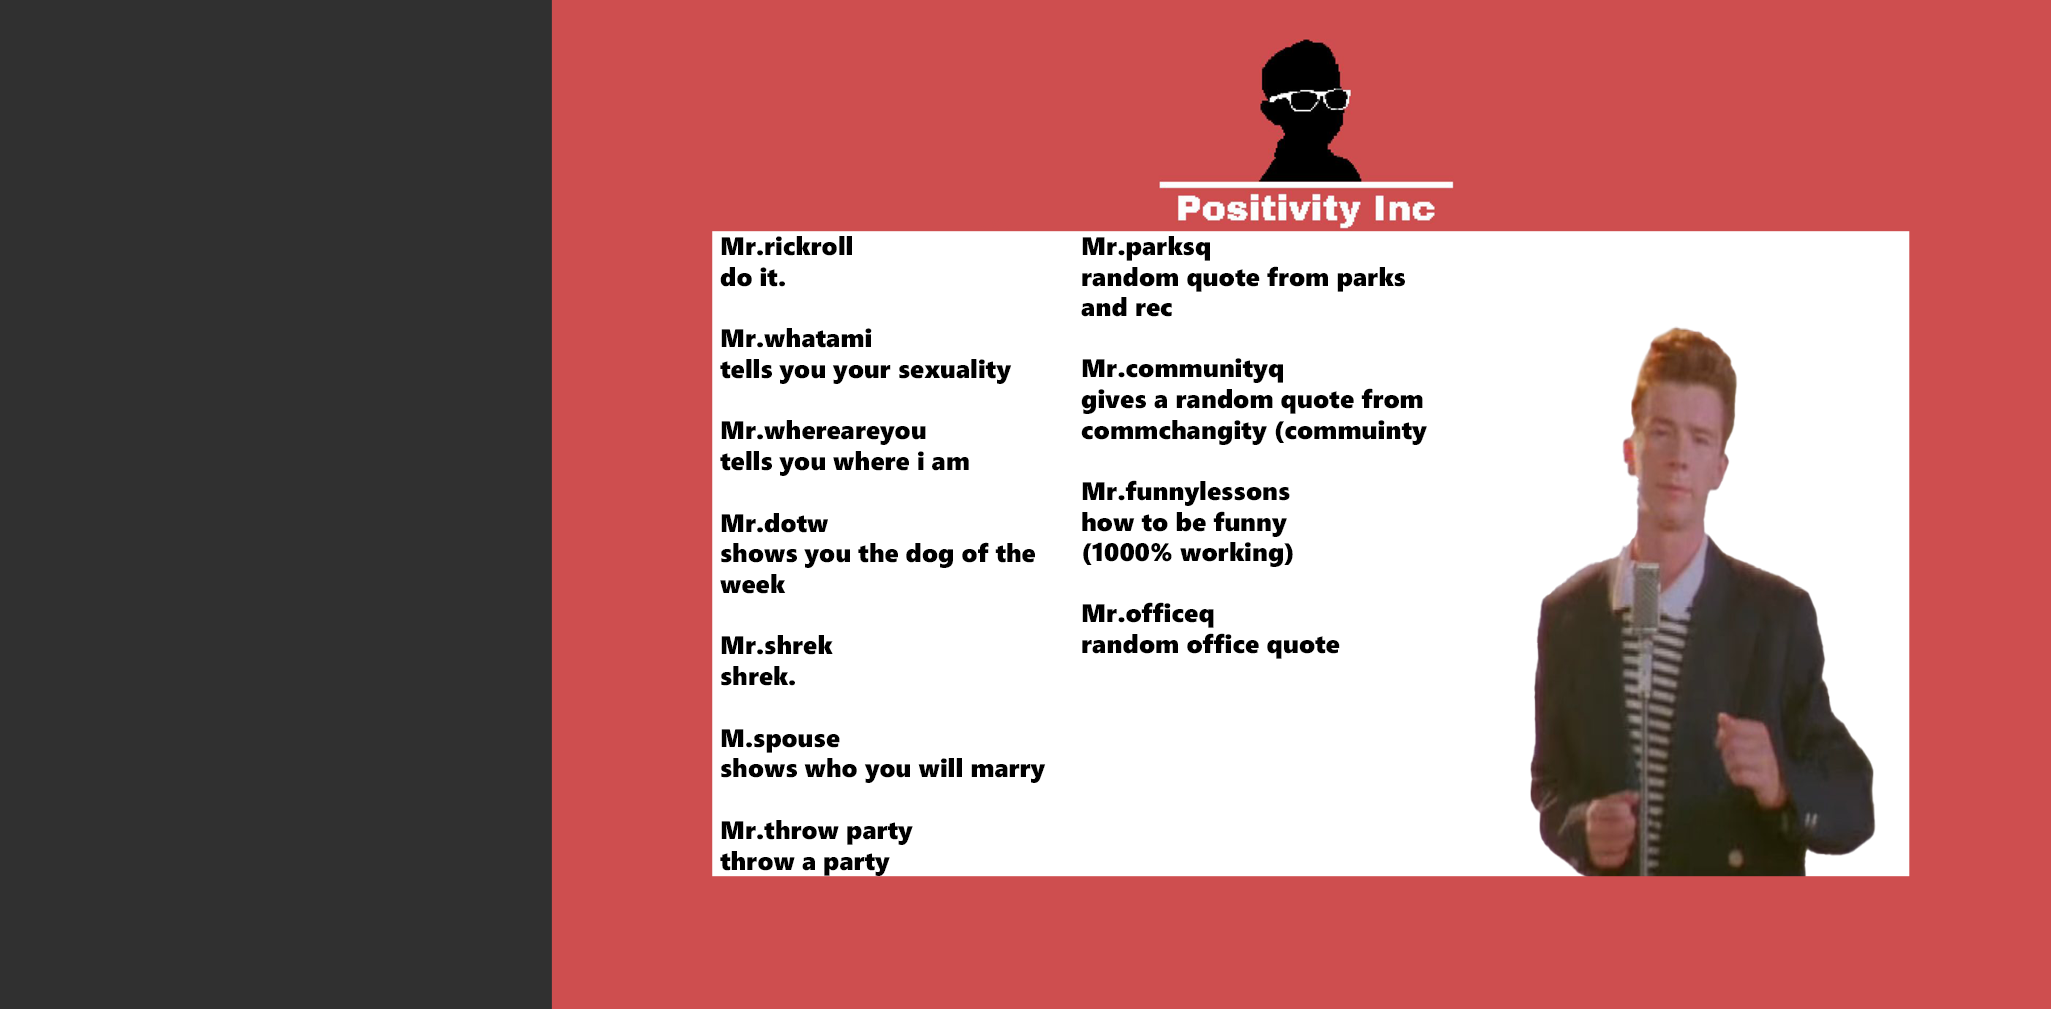 Positivity Inc
Mr.rickroll
do it.
Mr.whatami
tells you your sexuality
Mr.whereareyou
tells you where i am
Mr.dotw
shows you the dog of the
week
Mr.shrek
shrek.
M.spouse
shows who you will marry
Mr.throw party
throw a party
Mr.parksq
random quote from parks
and rec
Mr.communityq
gives a random quote from
commchangity (commuinty
Mr.funnylessons
how to be funny
(1000% working)
Mr.officeq
random office quote